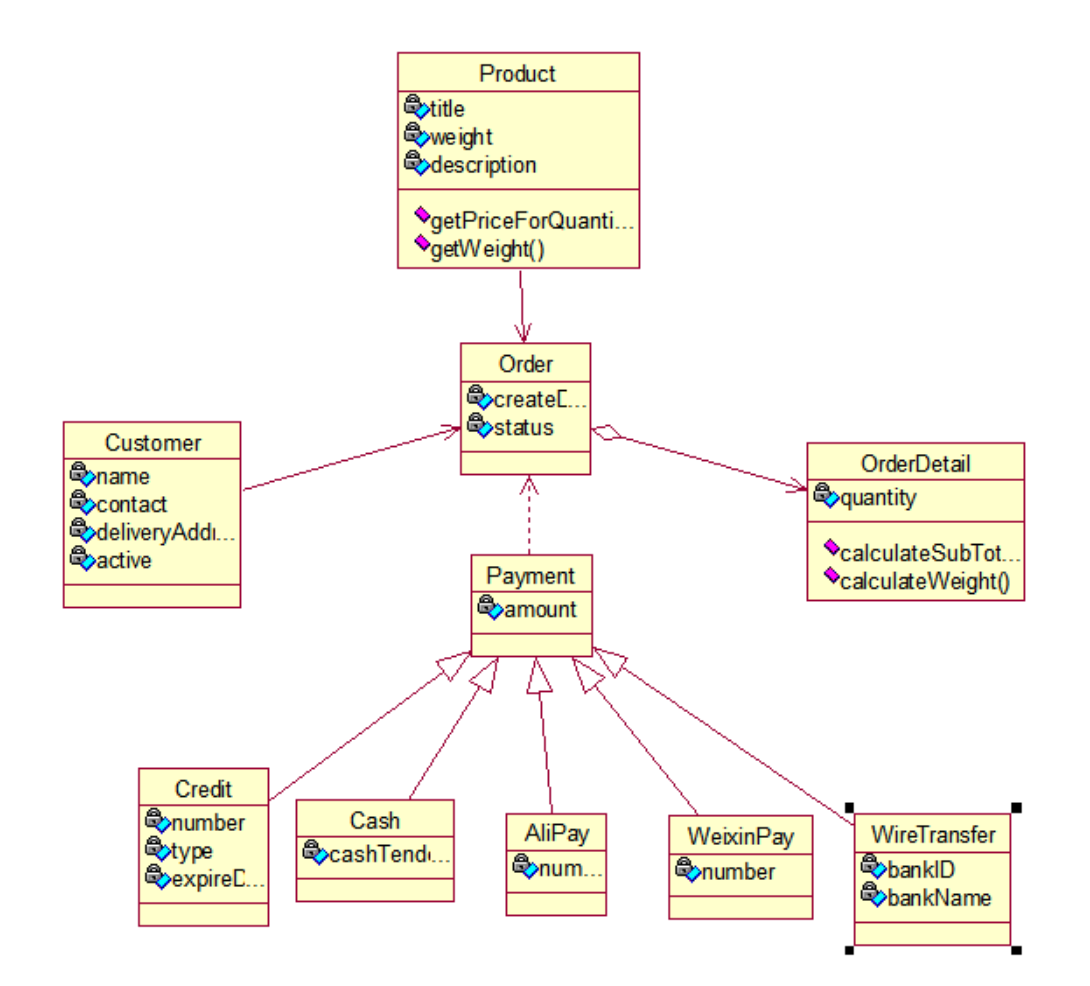 Product
title
weight
description
getPriceForQuanti...
getWeight()
Order
createD...
status
Customer
name
contact
deliveryAddr...
active
OrderDetail
quantity
calculateSubTot...
calculateWeight()
Payment
amount
Credit
number
type
expireD...
Cash
cashTend...
AliPay
num...
WeixinPay
number
WireTransfer
bankID
bankName